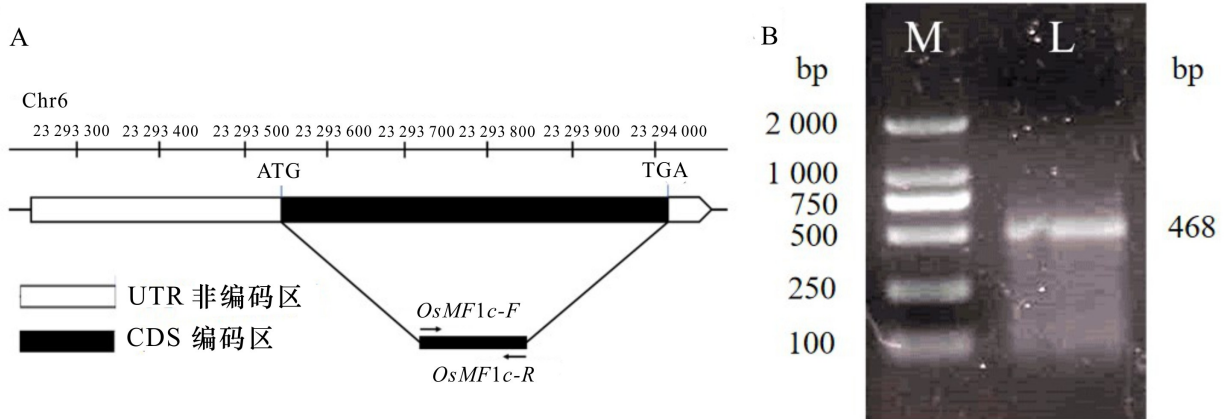 A
Chr6
23 293 300 23 293 400 23 293 500 23 293 600 23 293 700 23 293 800 23 293 900 23 294 000
ATG
TGA
UTR 非编码区
CDS 编码区
OsMF1c-F
OsMF1c-R
B
M
L
bp
bp
2 000
1 000
750
500
468
250
100